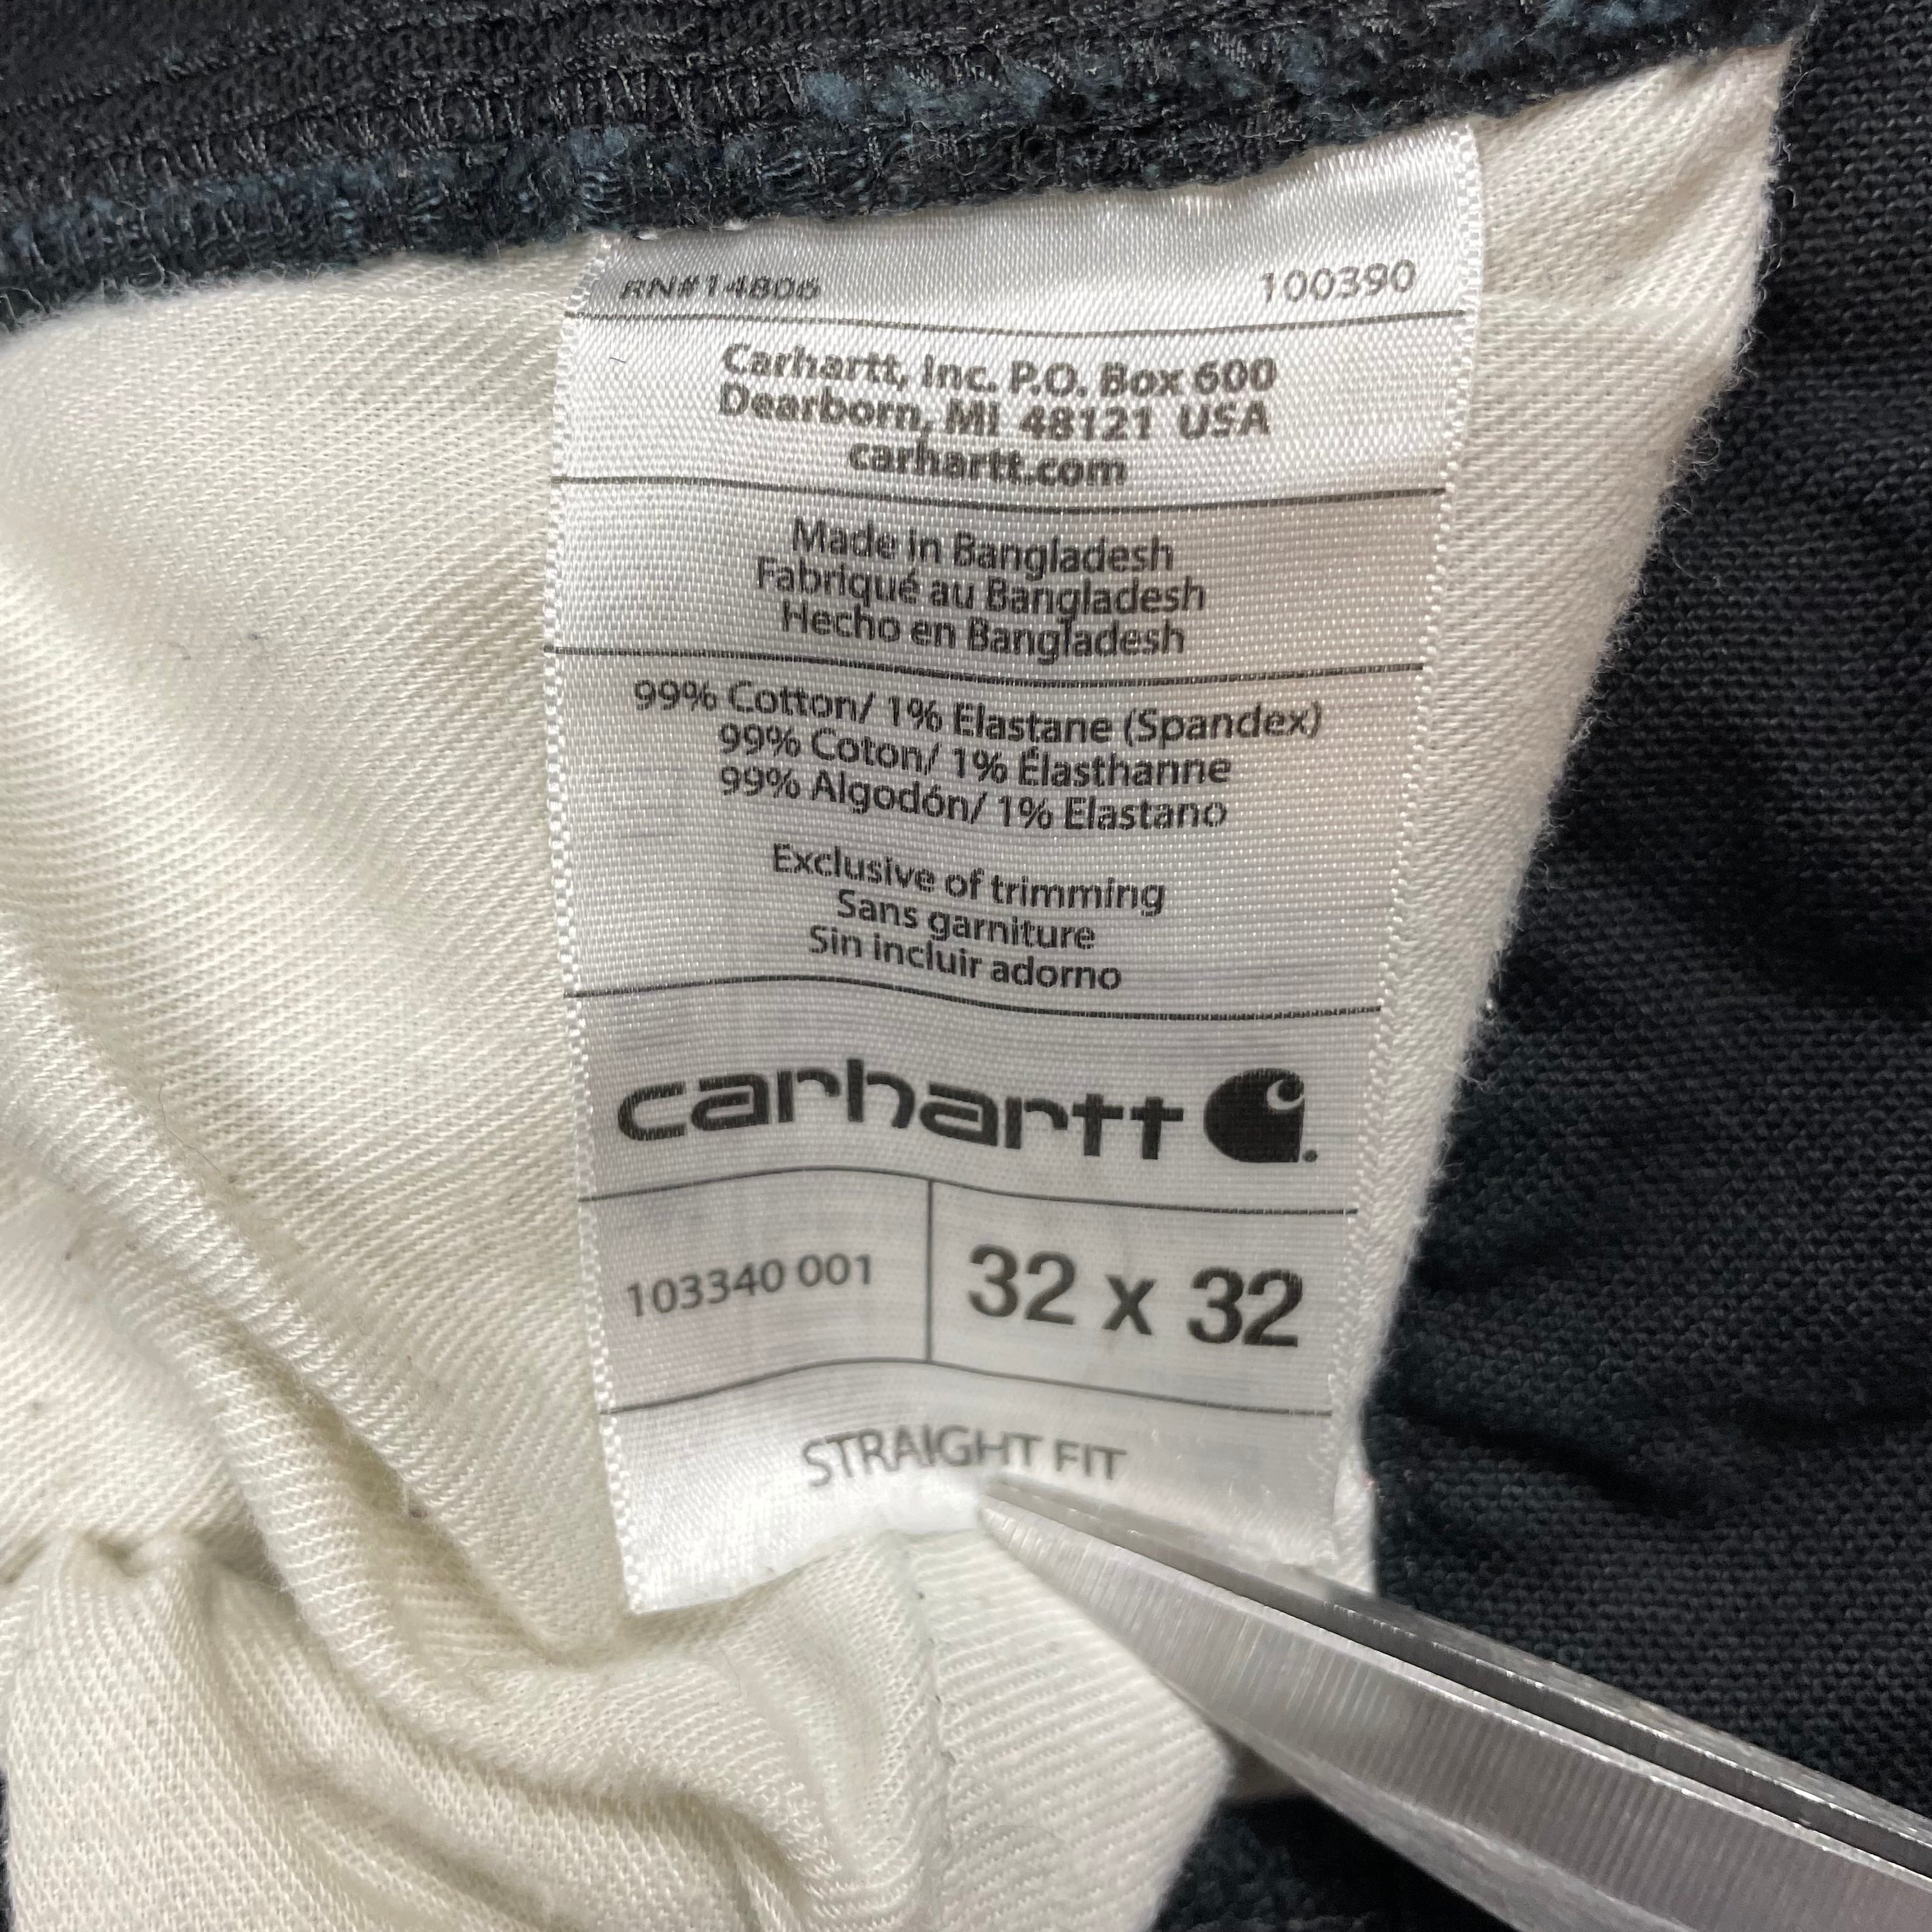 RN#14806 100390
Carhartt, Inc. P.O. Box 600
Dearborn, MI 48121 USA
carhartt.com
Made in Bangladesh
Fabriqué au Bangladesh
Hecho en Bangladesh
99% Cotton/ 1% Elastane (Spandex)
99% Coton/ 1% Élasthanne
99% Algodón/ 1% Elastano
Exclusive of trimming
Sans garniture
Sin incluir adorno
carhartt
103340 001 32 x 32
STRAIGHT FIT